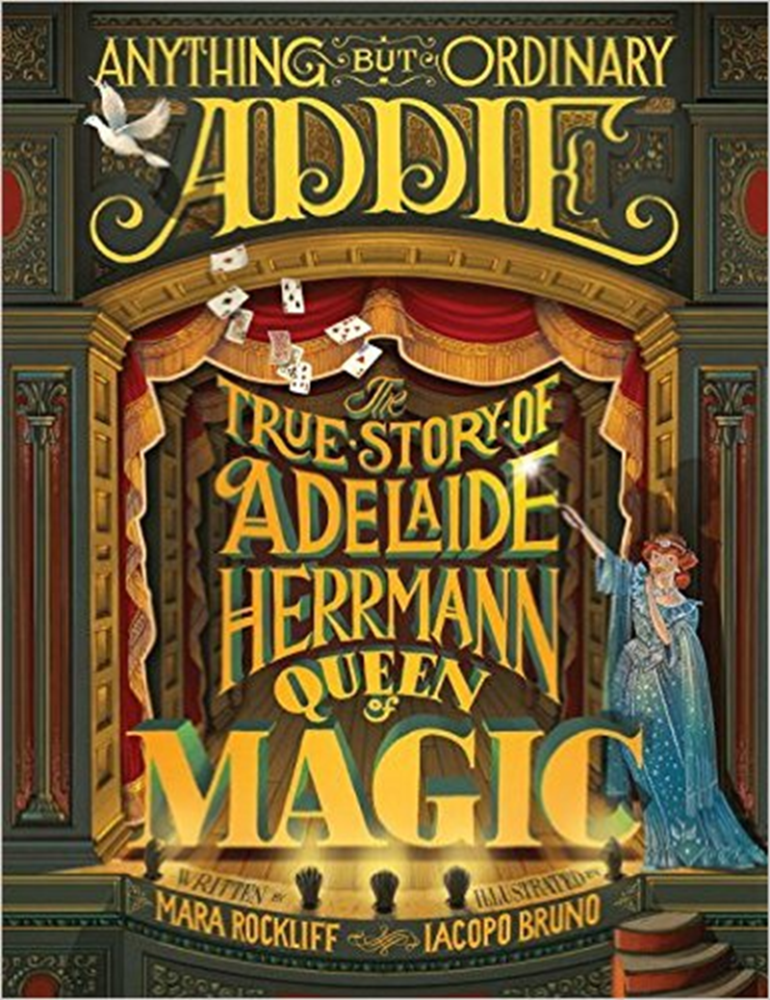 ANYTHING BUT ORDINARY
ADDIE
The
TRUE·STORY·OF
ADELAIDE
HERRMANN
QUEEN
of
MAGIC
WRITTEN BY ILLUSTRATED BY
MARA ROCKLIFF IACOPO BRUNO